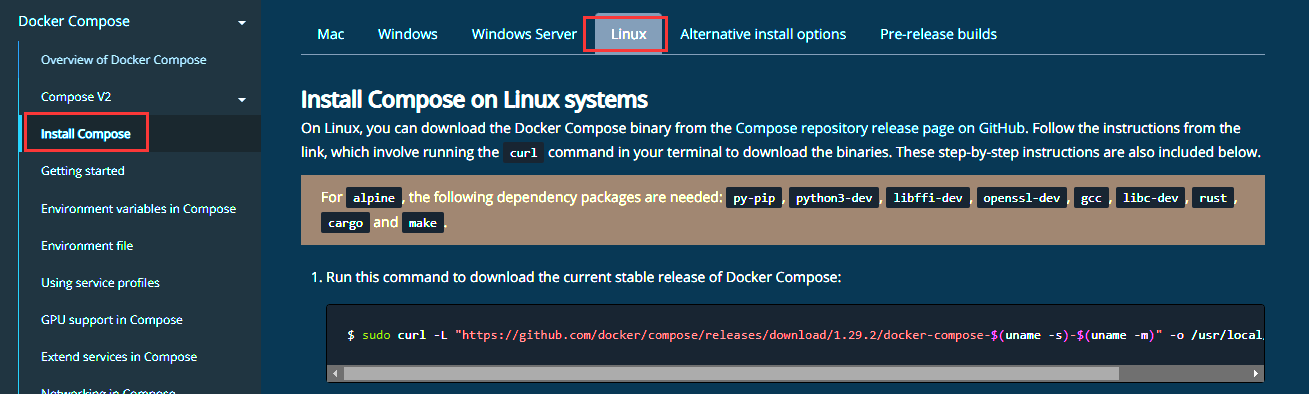 Docker Compose
Overview of Docker Compose
Compose V2
Install Compose
Getting started
Environment variables in Compose
Environment file
Using service profiles
GPU support in Compose
Extend services in Compose
Networking in Compose
Mac Windows Windows Server Linux Alternative install options Pre-release builds
Install Compose on Linux systems
On Linux, you can download the Docker Compose binary from the Compose repository release page on GitHub. Follow the instructions from the
link, which involve running the curl command in your terminal to download the binaries. These step-by-step instructions are also included below.
For alpine, the following dependency packages are needed: py-pip, python3-dev, libffi-dev, openssl-dev, gcc, libc-dev, rust,
cargo and make.
1. Run this command to download the current stable release of Docker Compose:
$ sudo curl -L "https://github.com/docker/compose/releases/download/1.29.2/docker-compose-$(uname -s)-$(uname -m)" -o /usr/local/